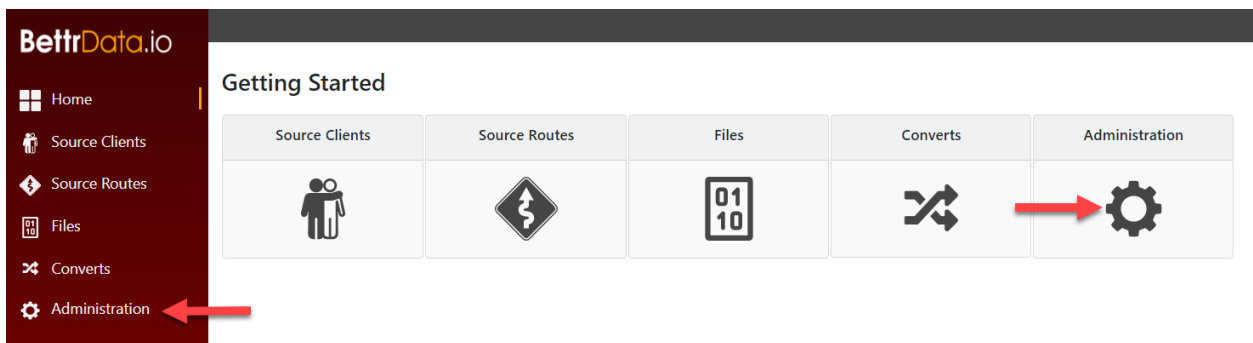 BettrData.io
Home
Source Clients
Source Routes
Files
Converts
Administration
Getting Started
Source Clients
Source Routes
Files
Converts
Administration
01
10